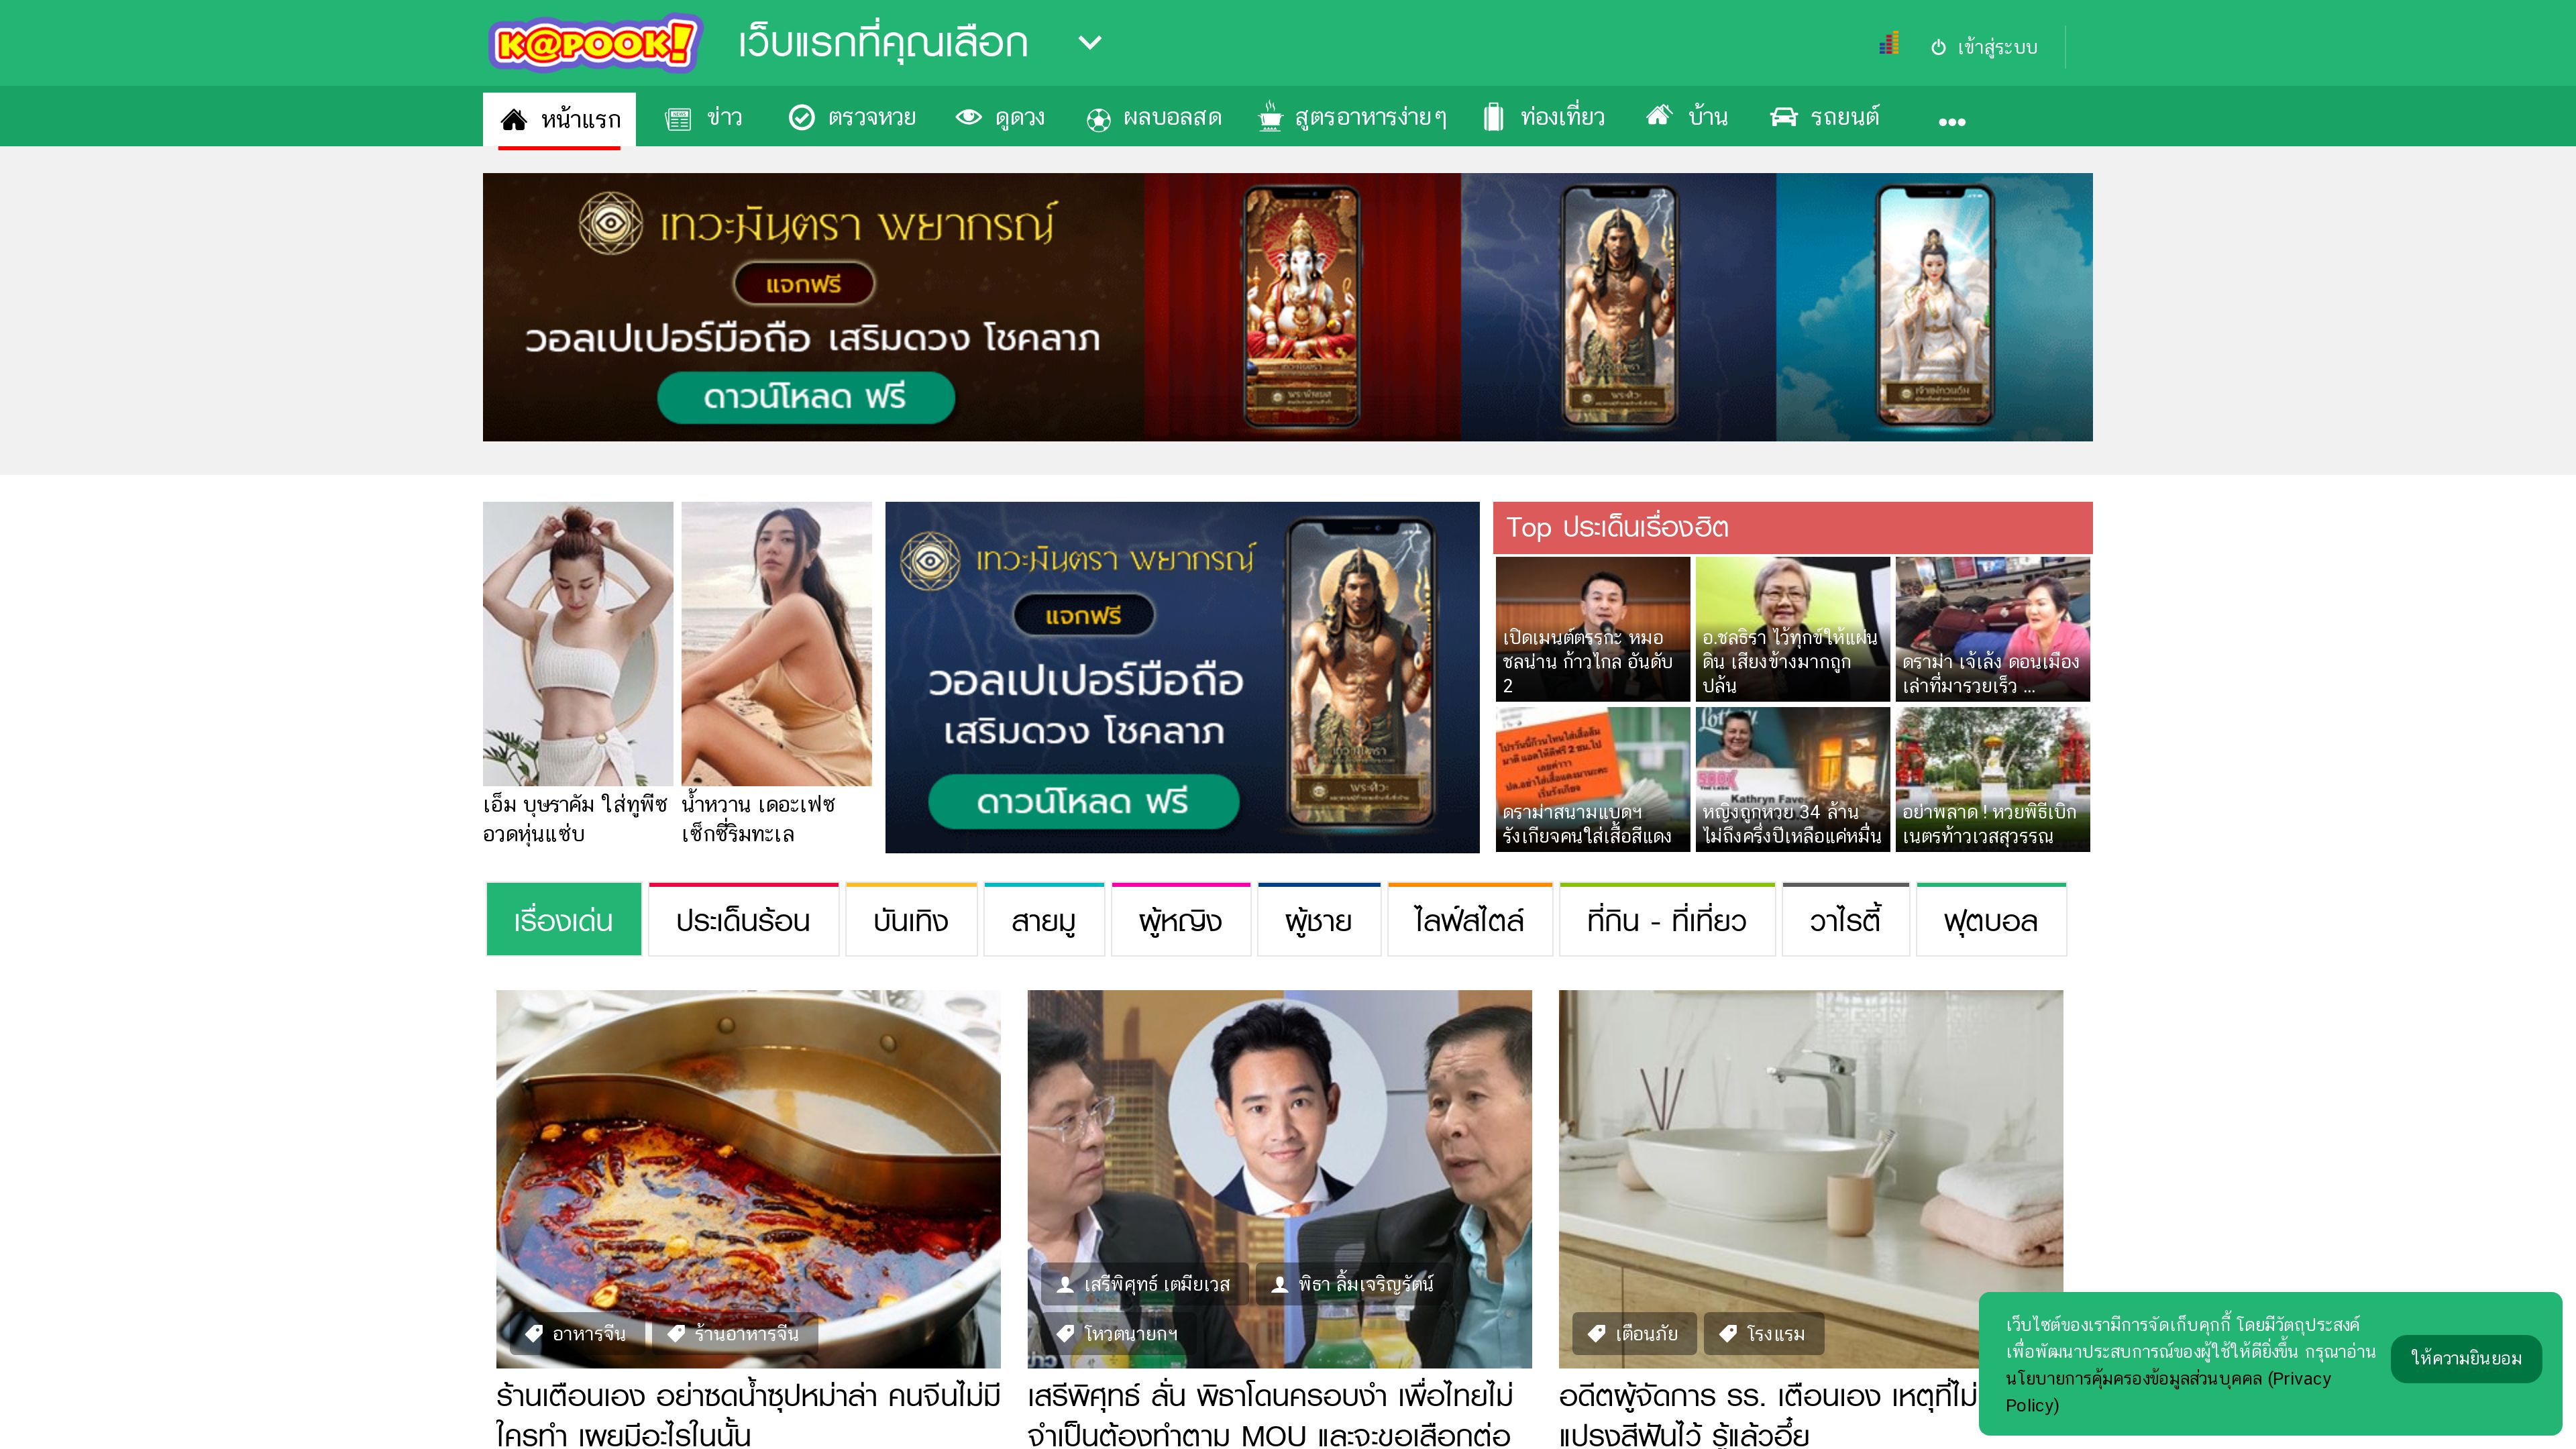 K@POOK!
เว็บแรกที่คุณเลือก
เข้าสู่ระบบ
หน้าแรก
ข่าว
ตรวจหวย
ดูดวง
ผลบอลสด
สูตรอาหารง่ายๆ
ท่องเที่ยว
บ้าน
รถยนต์
เทวะมันตรา พยากรณ์
แจกฟรี
วอลเปเปอร์มือถือ เสริมดวง โชคลาภ
ดาวน์โหลด ฟรี
เอ็ม บุษราคัม ใส่ทูพีซ
อวดหุ่นแซ่บ
น้ำหวาน เดอะเฟซ
เซ็กซี่ริมทะเล
เทวะมันตรา พยากรณ์
แจกฟรี
วอลเปเปอร์มือถือ
เสริมดวง โชคลาภ
ดาวน์โหลด ฟรี
Top ประเด็นเรื่องฮิต
เปิดเมนต์ตรรกะ หมอ
ชลน่าน ก้าวไกล อันดับ
2
อ.ชลธิรา ไว้ทุกข์ให้แผ่น
ดิน เสียงข้างมากถูก
ปล้น
ดราม่า เจ้เล้ง ดอนเมือง
เล่าที่มารวยเร็ว ...
ดราม่าสนามแบดฯ
รังเกียจคนใส่เสื้อสีแดง
Kathryn
หญิงถูกหวย 34 ล้าน
ไม่ถึงครึ่งปีเหลือแค่หมื่น
อย่าพลาด ! หวยพิธีเบิก
เนตรท้าวเวสสุวรรณ
เรื่องเด่น
ประเด็นร้อน
บันเทิง
สายมู
ผู้หญิง
ผู้ชาย
ไลฟ์สไตล์
ที่กิน - ที่เที่ยว
วาไรตี้
ฟุตบอล
อาหารจีน
ร้านอาหารจีน
ร้านเตือนเอง อย่าซดน้ำซุปหม่าล่า คนจีนไม่มี
ใครทำ เผยมีอะไรในนั้น
เสรีพิศุทธ์ เตมียเวส
พิธา ลิ้มเจริญรัตน์
โหวตนายกฯ
เสรีพิศุทธ์ ลั่น พิธาโดนครอบงำ เพื่อไทยไม่
จำเป็นต้องทำตาม MOU และจะขอเสือกต่อ
เตือนภัย
โรงแรม
อดีตผู้จัดการ รร. เตือนเอง เหตุที่ไม่
แปรงสีฟันไว้ รู้แล้วอึ๋ย
เว็บไซต์ของเรามีการจัดเก็บคุกกี้ โดยมีวัตถุประสงค์
เพื่อพัฒนาประสบการณ์ของผู้ใช้ให้ดียิ่งขึ้น กรุณาอ่าน
นโยบายการคุ้มครองข้อมูลส่วนบุคคล (Privacy
Policy)
ให้ความยินยอม